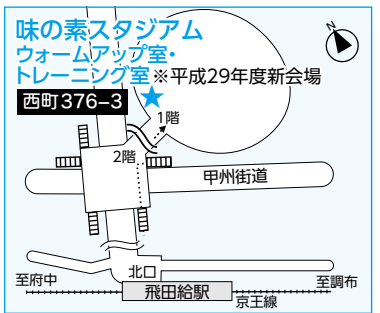 味の素スタジアム
ウォームアップ室・
トレーニング室※平成29年度新会場
西町376−3
N
1階
2階
甲州街道
北口
至府中
至調布
飛田給駅
京王線